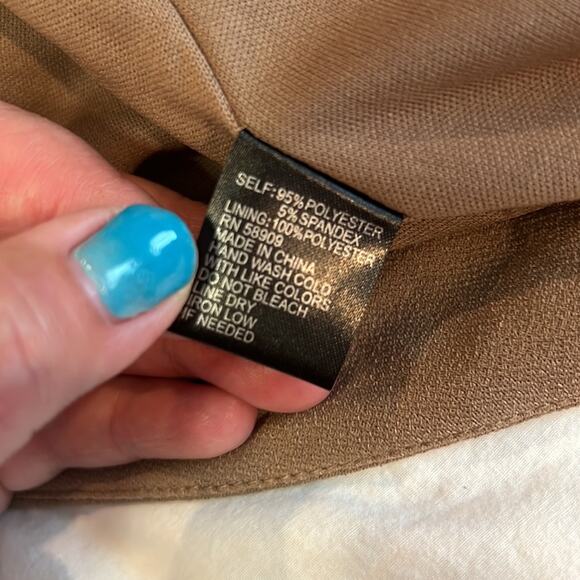 SELF: 95% POLYESTER
5% SPANDEX
LINING: 100% POLYESTER
RN 58909
MADE IN CHINA
HAND WASH COLD
WITH LIKE COLORS
DO NOT BLEACH
LINE DRY
IRON LOW
IF NEEDED